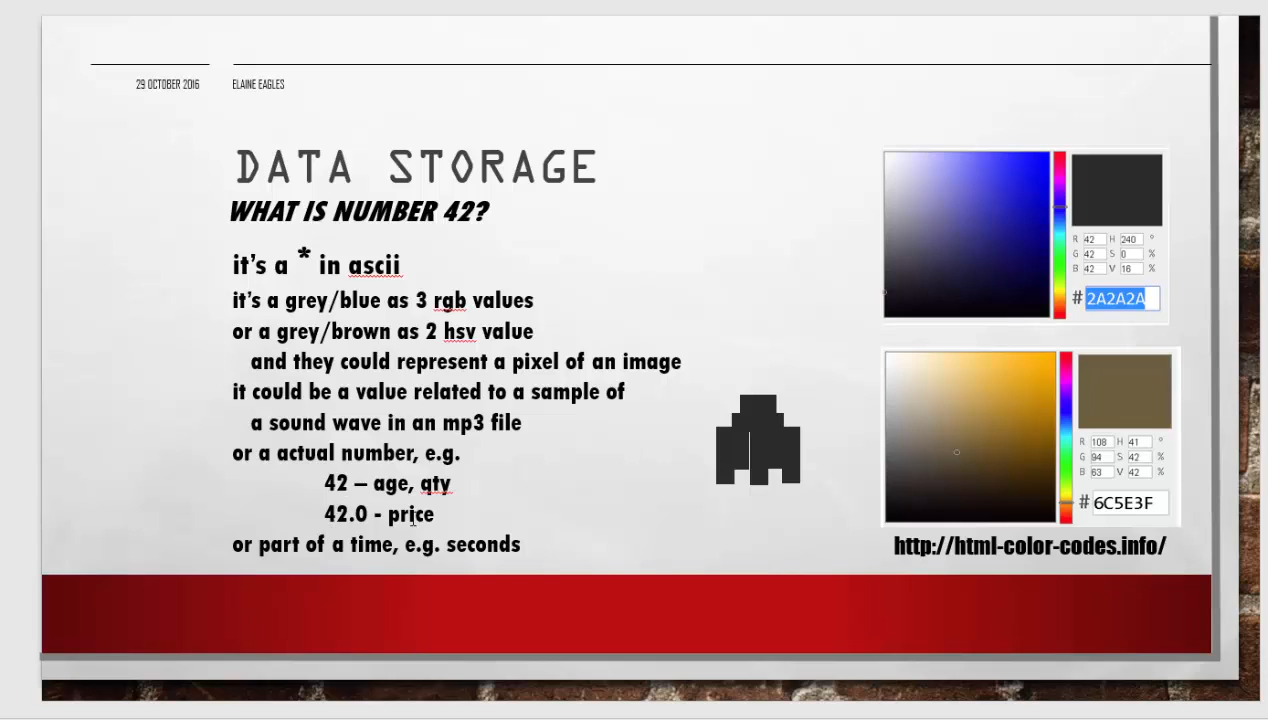 29 OCTOBER 2016
ELAINE EAGLES
DATA STORAGE
WHAT IS NUMBER 42?
it's a * in ascii
it's a grey/blue as 3 rgb values
or a grey/brown as 2 hsv value
and they could represent a pixel of an image
it could be a value related to a sample of
a sound wave in an mp3 file
or a actual number, e.g.
42 – age, qty
42.0 - price
or part of a time, e.g. seconds
R 42 H 240 °
G 42 S 0 %
B 42 V 16 %
# 2A2A2A
R 108 H 41 °
G 94 S 42 %
B 63 V 42 %
# 6C5E3F
http://html-color-codes.info/